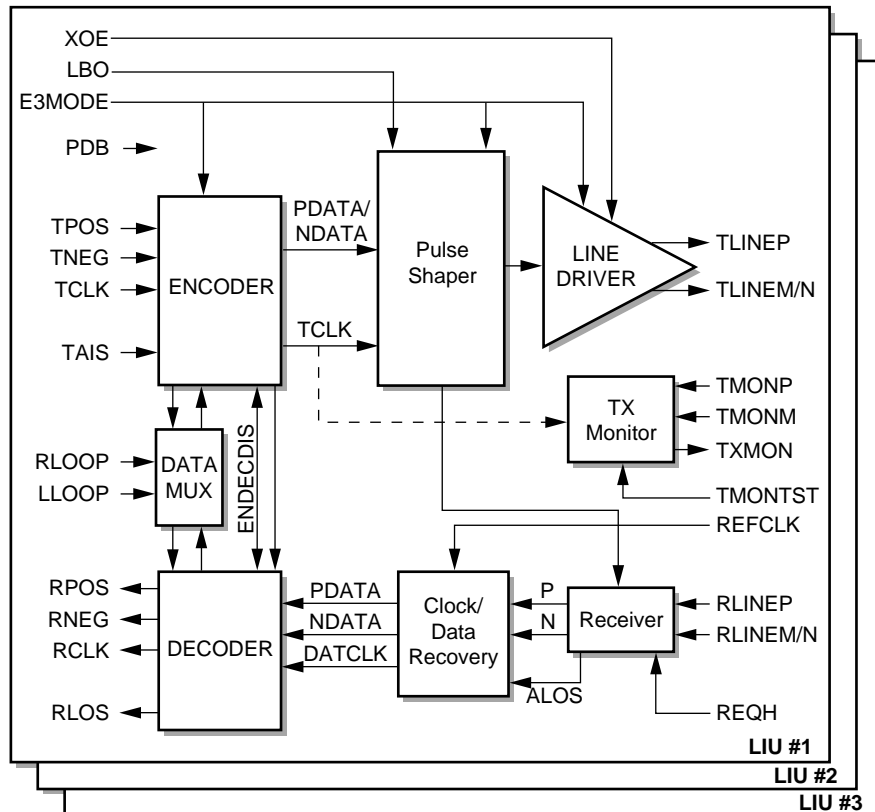 XOE
LBO
E3MODE
PDB
TPOS
TNEG
TCLK
TAIS
ENCODER
PDATA/
NDATA
TCLK
Pulse
Shaper
LINE
DRIVER
TLINEP
TLINEM/N
TX
Monitor
TMONP
TMONM
TXMON
TMONTST
REFCLK
RLOOP
LLOOP
DATA
MUX
ENDECDIS
RPOS
RNEG
RCLK
RLOS
DECODER
PDATA
NDATA
DATCLK
Clock/
Data
Recovery
P
N
ALOS
Receiver
RLINEP
RLINEM/N
REQH
LIU #1
LIU #2
LIU #3